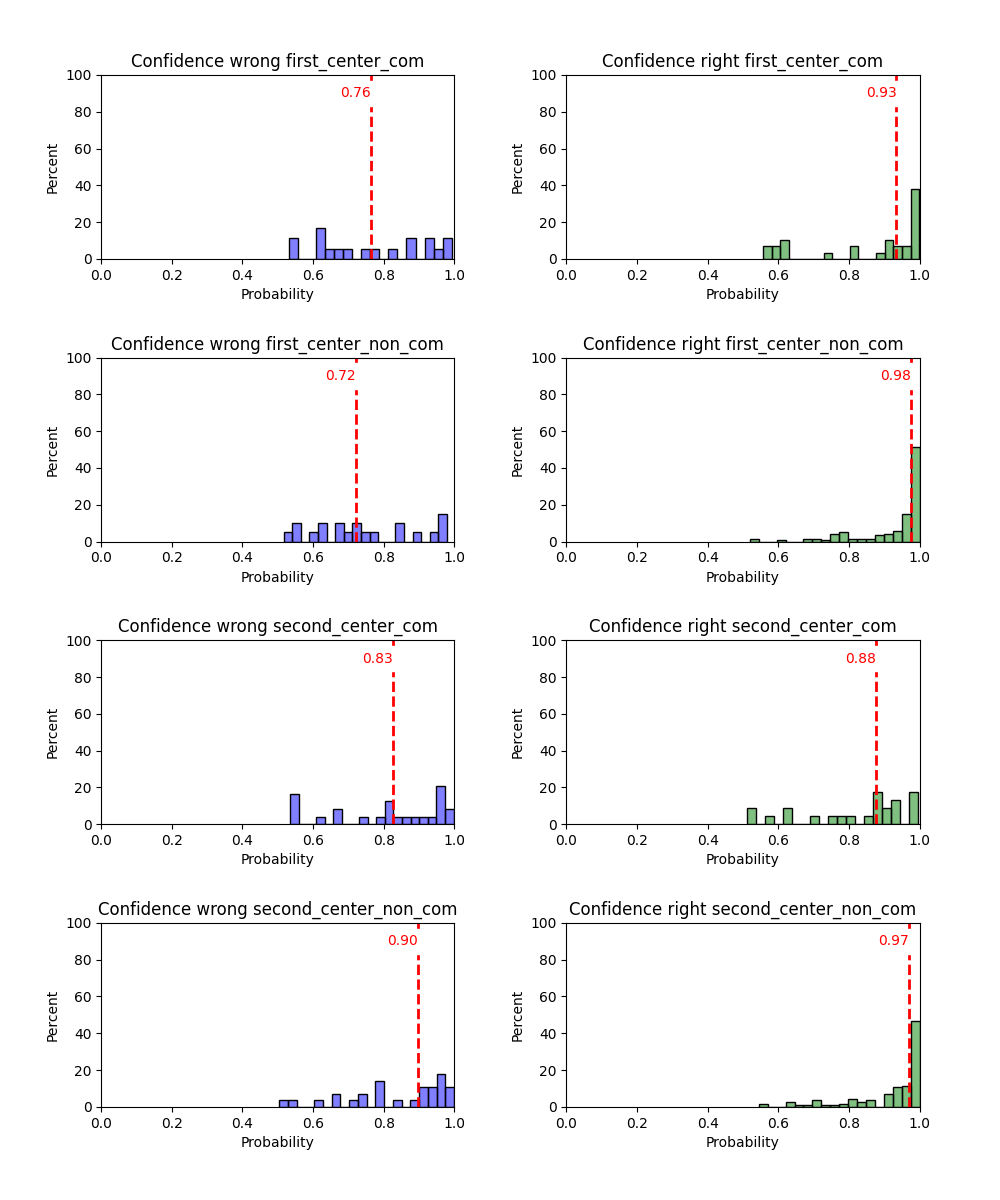 Confidence wrong first_center_com
100
80
60
40
20
0
Percent
0.76
0.0 0.2 0.4 0.6 0.8 1.0
Probability
Confidence right first_center_com
100
80
60
40
20
0
Percent
0.93
0.0 0.2 0.4 0.6 0.8 1.0
Probability
Confidence wrong first_center_non_com
100
80
60
40
20
0
Percent
0.72
0.0 0.2 0.4 0.6 0.8 1.0
Probability
Confidence right first_center_non_com
100
80
60
40
20
0
Percent
0.98
0.0 0.2 0.4 0.6 0.8 1.0
Probability
Confidence wrong second_center_com
100
80
60
40
20
0
Percent
0.83
0.0 0.2 0.4 0.6 0.8 1.0
Probability
Confidence right second_center_com
100
80
60
40
20
0
Percent
0.88
0.0 0.2 0.4 0.6 0.8 1.0
Probability
Confidence wrong second_center_non_com
100
80
60
40
20
0
Percent
0.90
0.0 0.2 0.4 0.6 0.8 1.0
Probability
Confidence right second_center_non_com
100
80
60
40
20
0
Percent
0.97
0.0 0.2 0.4 0.6 0.8 1.0
Probability